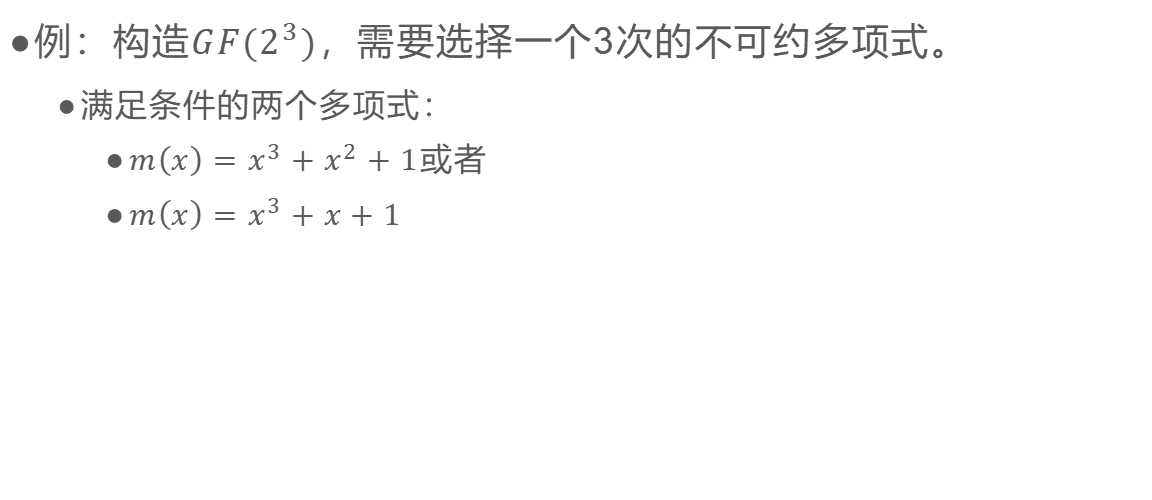 ●例：构造GF(2³)，需要选择一个3次的不可约多项式。
●满足条件的两个多项式：
●m(x) = x³ + x² + 1或者
●m(x) = x³ + x + 1